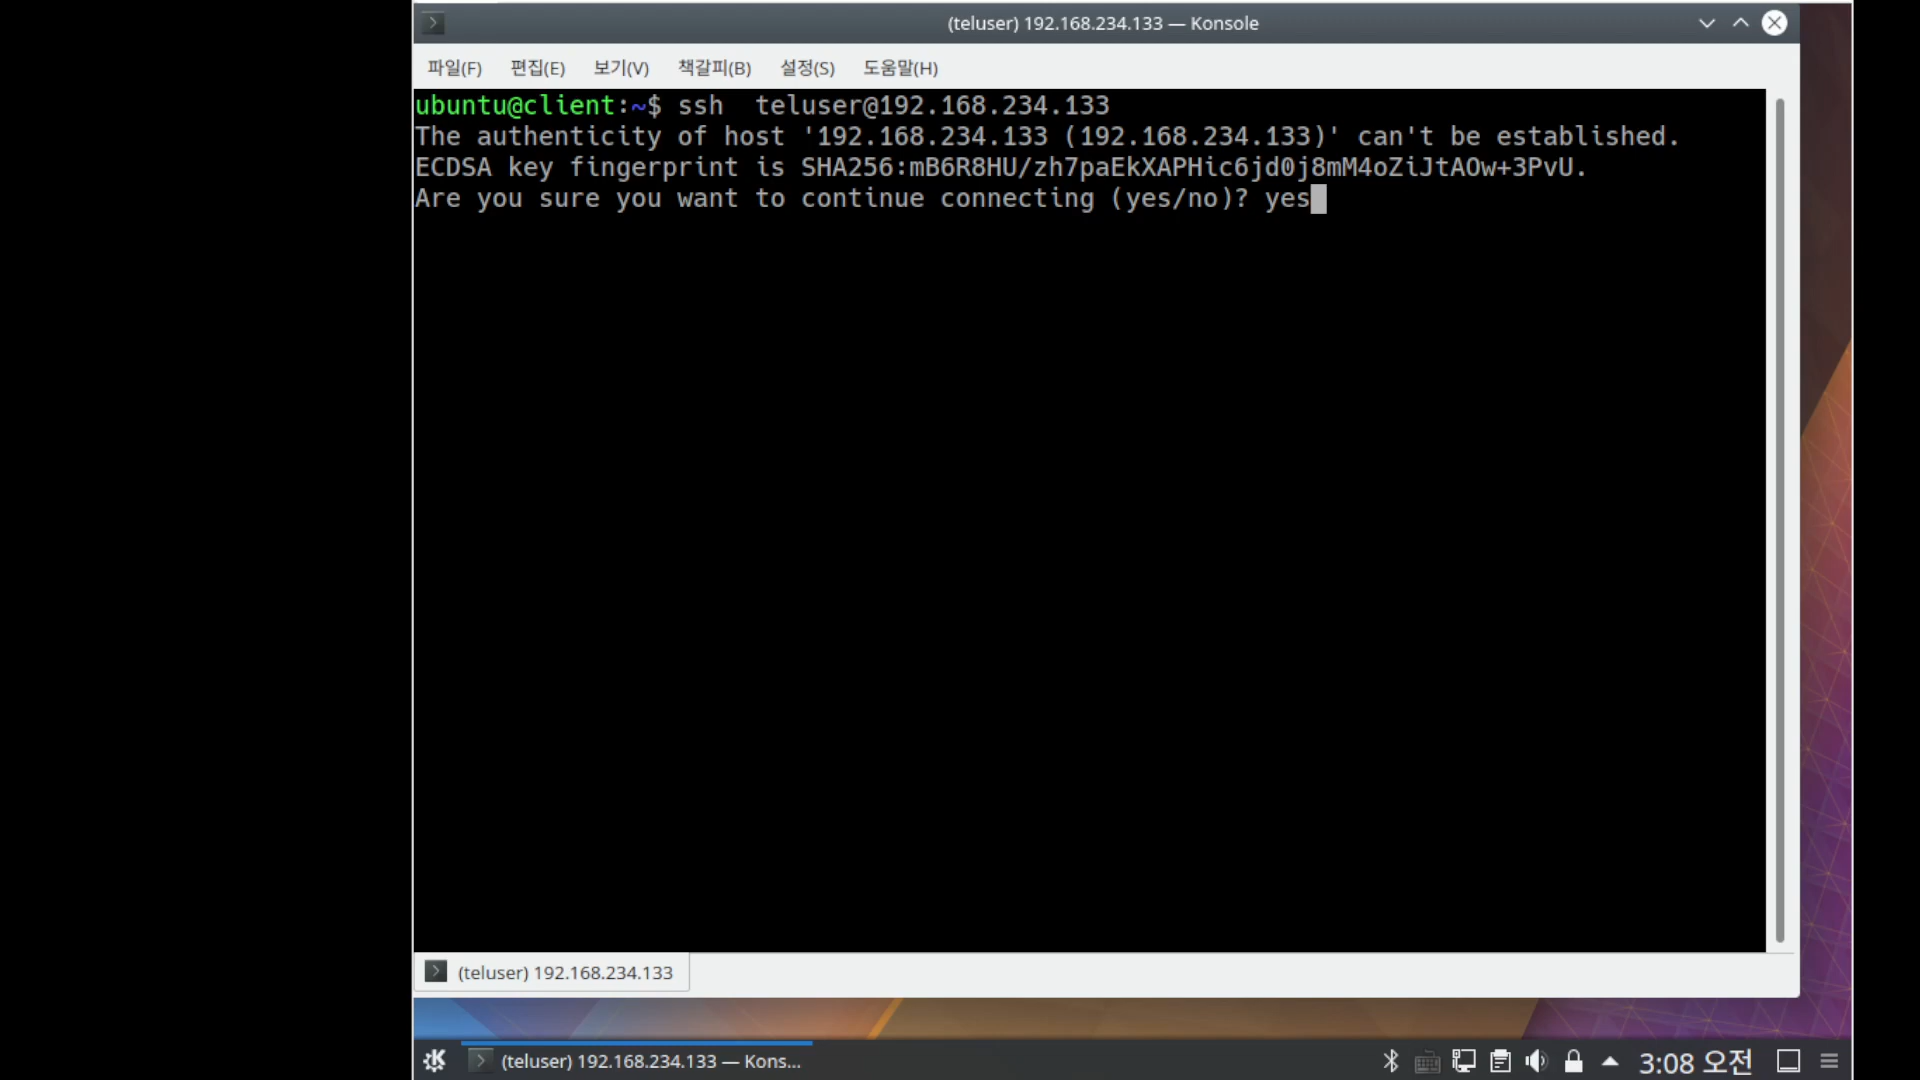 (teluser) 192.168.234.133 — Konsole
파일(F) 편집(E) 보기(V) 책갈피(B) 설정(S) 도움말(H)
ubuntu@client:~$ ssh  teluser@192.168.234.133
The authenticity of host '192.168.234.133 (192.168.234.133)' can't be established.
ECDSA key fingerprint is SHA256:mB6R8HU/zh7paEkXAPHic6jd0j8mM4oZiJtAOw+3PvU.
Are you sure you want to continue connecting (yes/no)? yes
(teluser) 192.168.234.133
(teluser) 192.168.234.133 — Kons...
3:08 오전